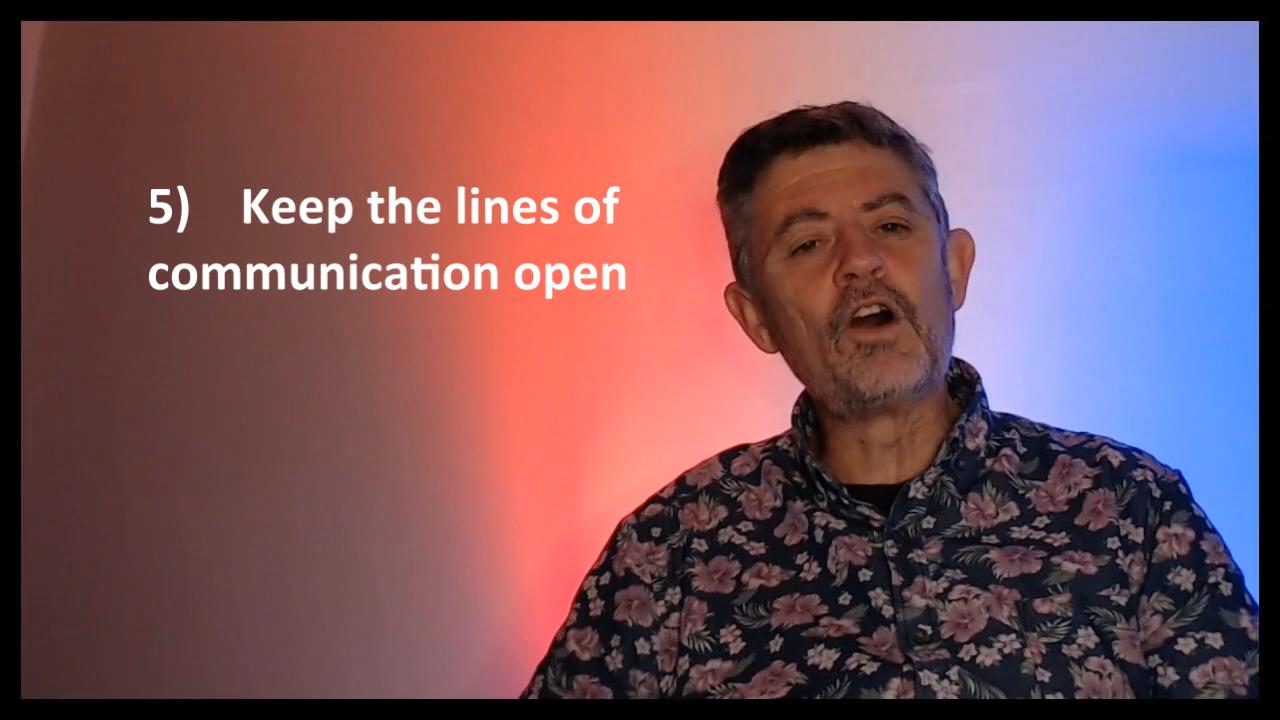 5) Keep the lines of
communication open